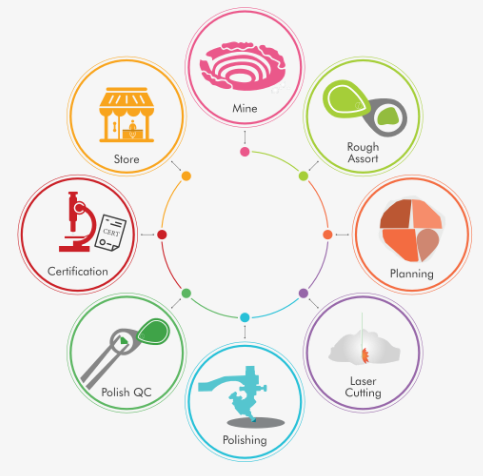 Mine
Rough
Assort
Planning
Laser
Cutting
Polishing
Polish QC
Certification
CERT
Store